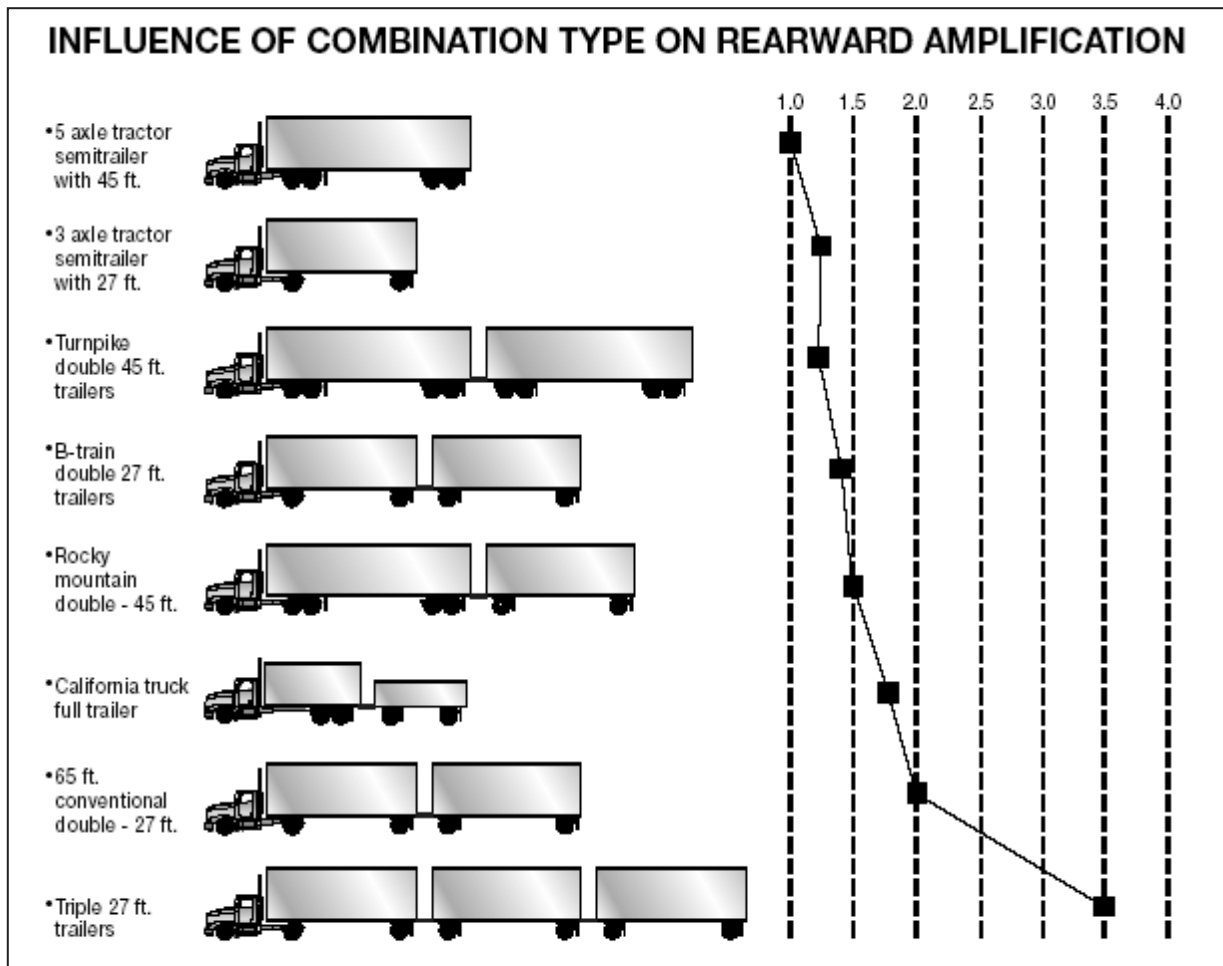 INFLUENCE OF COMBINATION TYPE ON REARWARD AMPLIFICATION
1.0 1.5 2.0 2.5 3.0 3.5 4.0
•5 axle tractor
semitrailer
with 45 ft.
•3 axle tractor
semitrailer
with 27 ft.
•Turnpike
double 45 ft.
trailers
•B-train
double 27 ft.
trailers
•Rocky
mountain
double - 45 ft.
•California truck
full trailer
•65 ft.
conventional
double - 27 ft.
•Triple 27 ft.
trailers